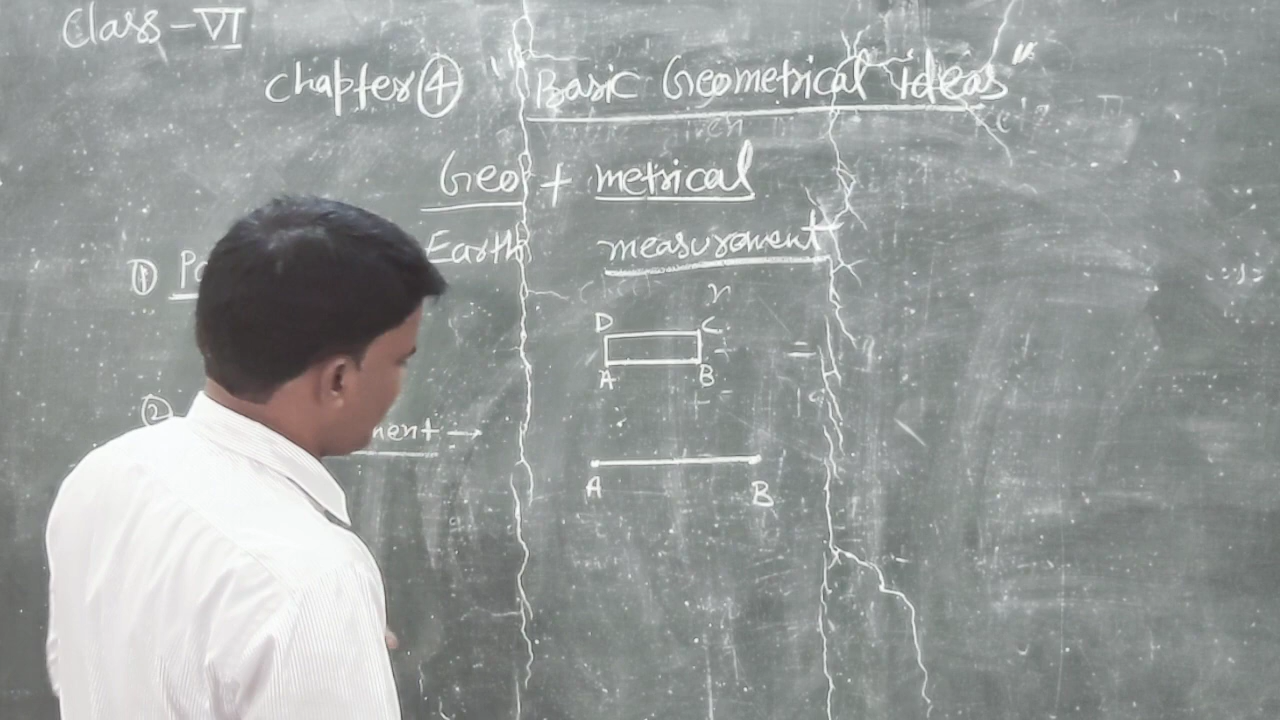 Class - VI
Chapter ④ "Basic Geometrical ideas"
Geo + metrical
Earth measurement
①
D C
A B
②
ment →
A B